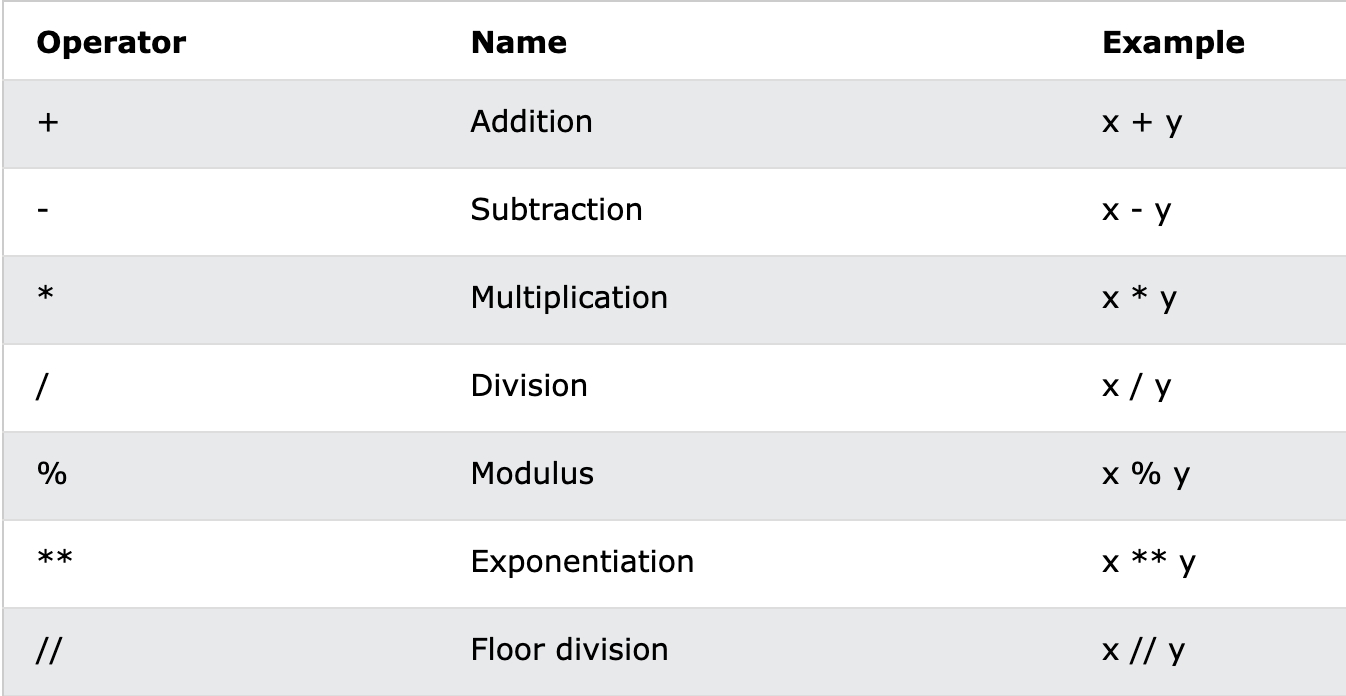 Operator Name Example
+ Addition x + y
- Subtraction x - y
* Multiplication x * y
/ Division x / y
% Modulus x % y
** Exponentiation x ** y
// Floor division x // y